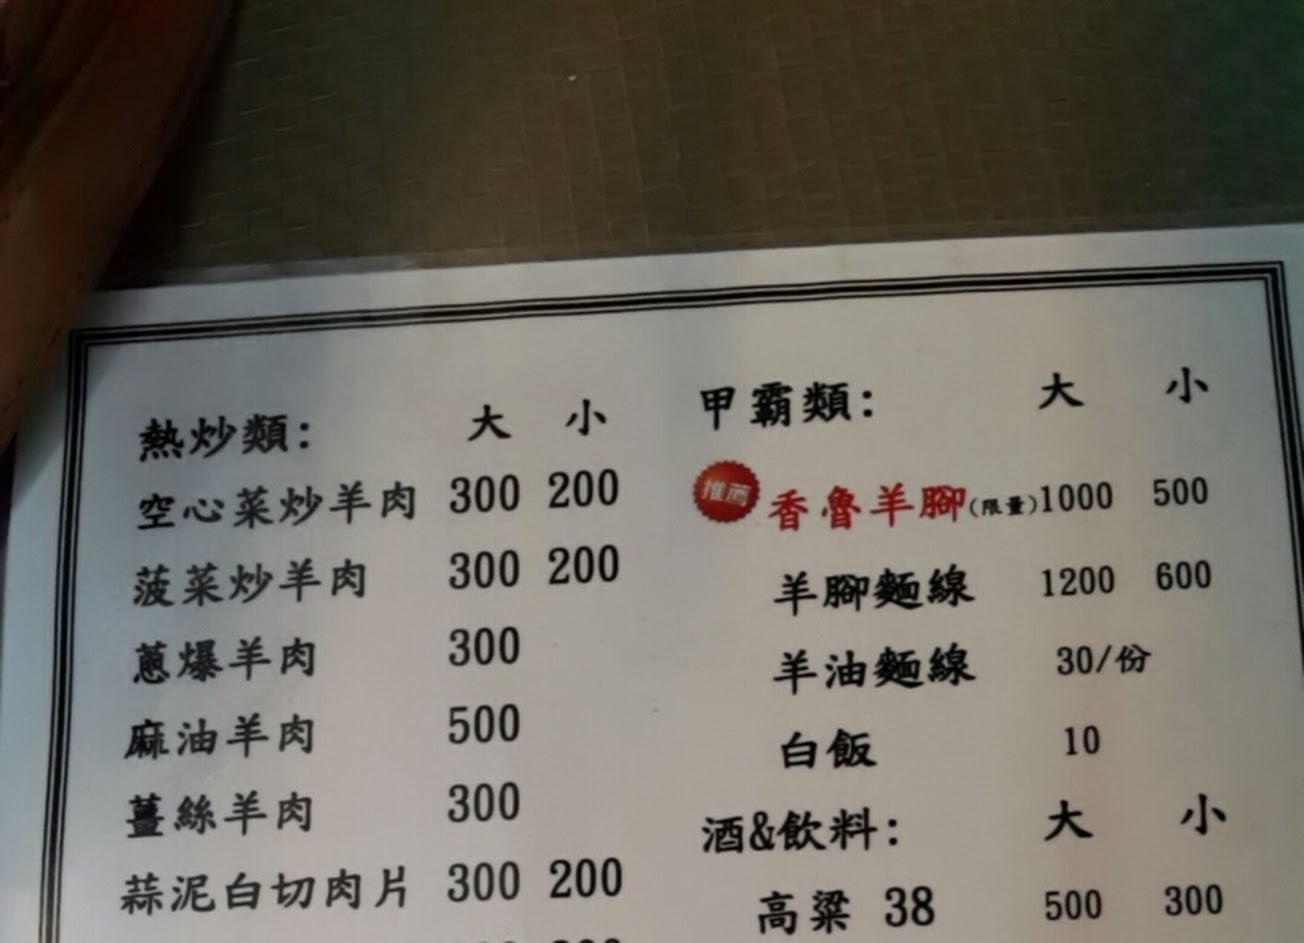 熱炒類: 大 小
空心菜炒羊肉 300 200
菠菜炒羊肉 300 200
蔥爆羊肉 300
麻油羊肉 500
薑絲羊肉 300
蒜泥白切肉片 300 200
甲霸類: 大 小
推薦 香魯羊腳(限量) 1000 500
羊腳麵線 1200 600
羊油麵線 30/份
白飯 10
酒&飲料: 大 小
高粱 38 500 300